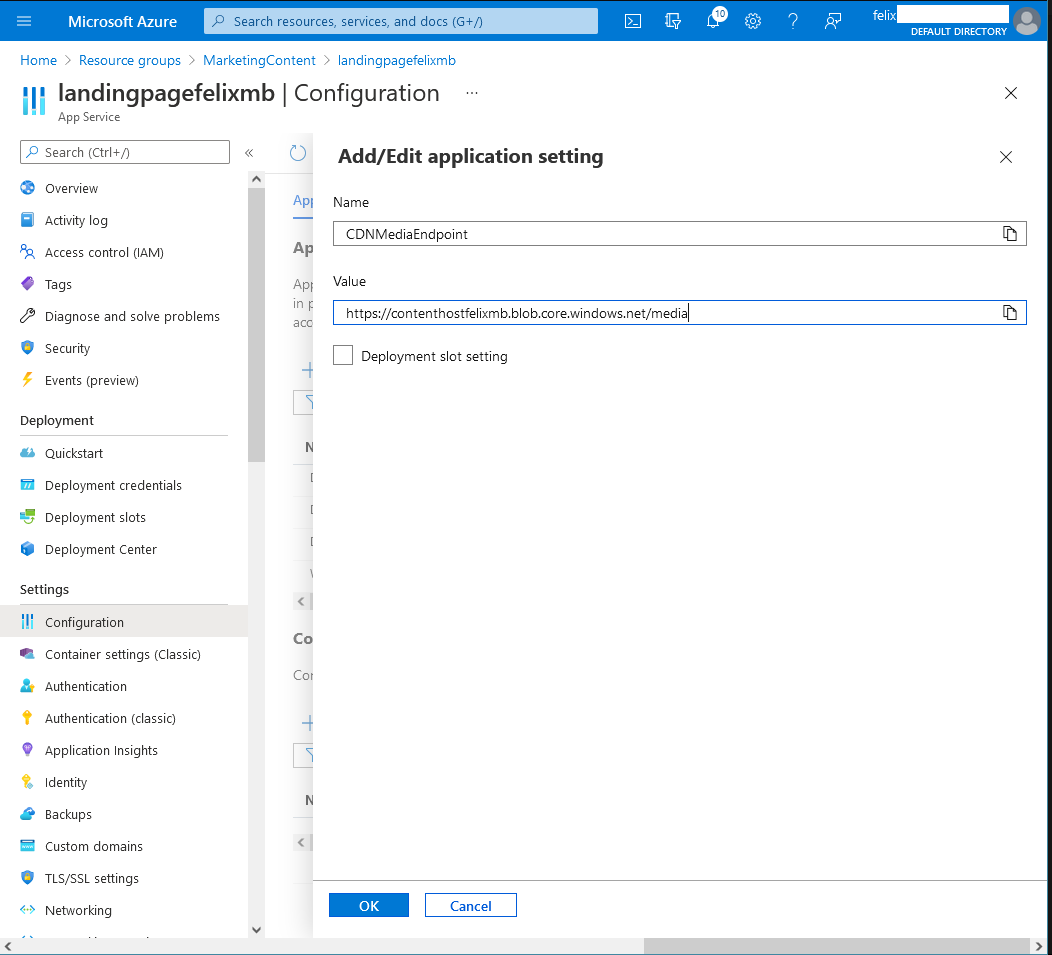 Microsoft Azure
Search resources, services, and docs (G+/)
10
felix
DEFAULT DIRECTORY
Home > Resource groups > MarketingContent > landingpagefelixmb
landingpagefelixmb | Configuration ...
App Service
Search (Ctrl+/)
«
Overview
Activity log
Access control (IAM)
Tags
Diagnose and solve problems
Security
Events (preview)
Deployment
Quickstart
Deployment credentials
Deployment slots
Deployment Center
Settings
Configuration
Container settings (Classic)
Authentication
Authentication (classic)
Application Insights
Identity
Backups
Custom domains
TLS/SSL settings
Networking
App
Ap
App
in p
acc
N
Co
Con
N
Add/Edit application setting
Name
CDNMediaEndpoint
Value
https://contenthostfelixmb.blob.core.windows.net/media
Deployment slot setting
OK
Cancel